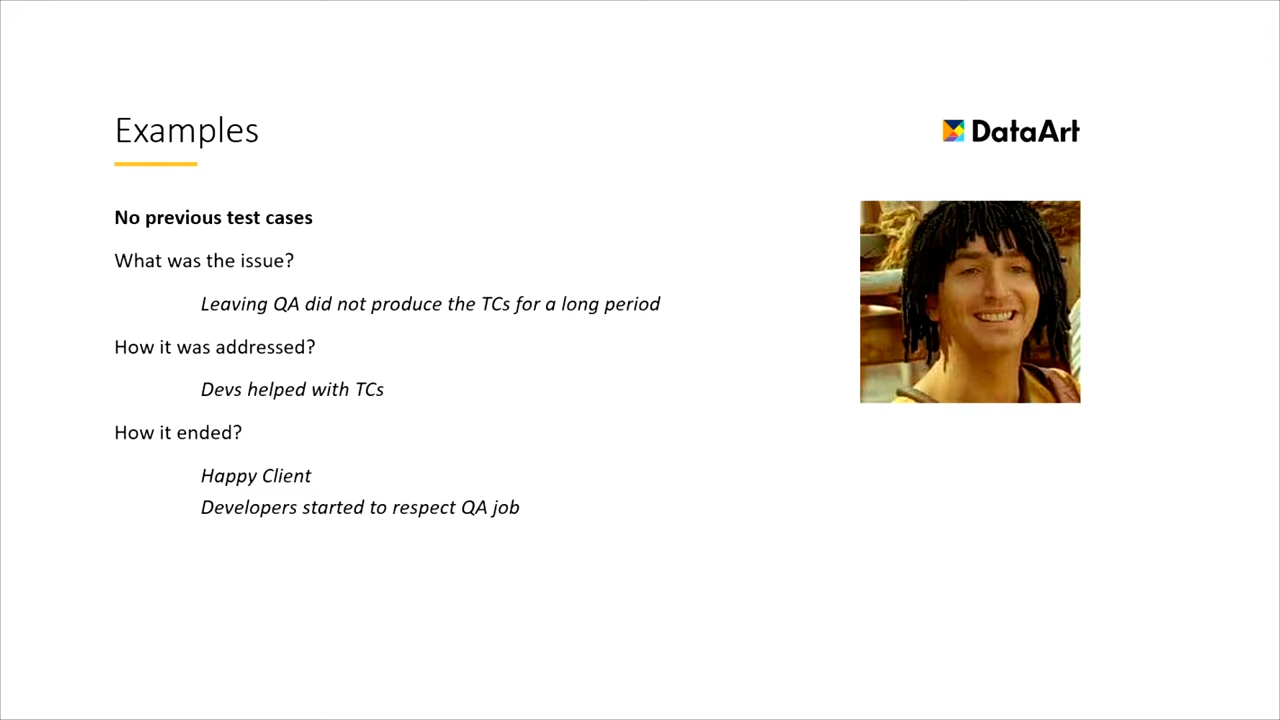 Examples
DataArt
No previous test cases
What was the issue?
Leaving QA did not produce the TCs for a long period
How it was addressed?
Devs helped with TCs
How it ended?
Happy Client
Developers started to respect QA job